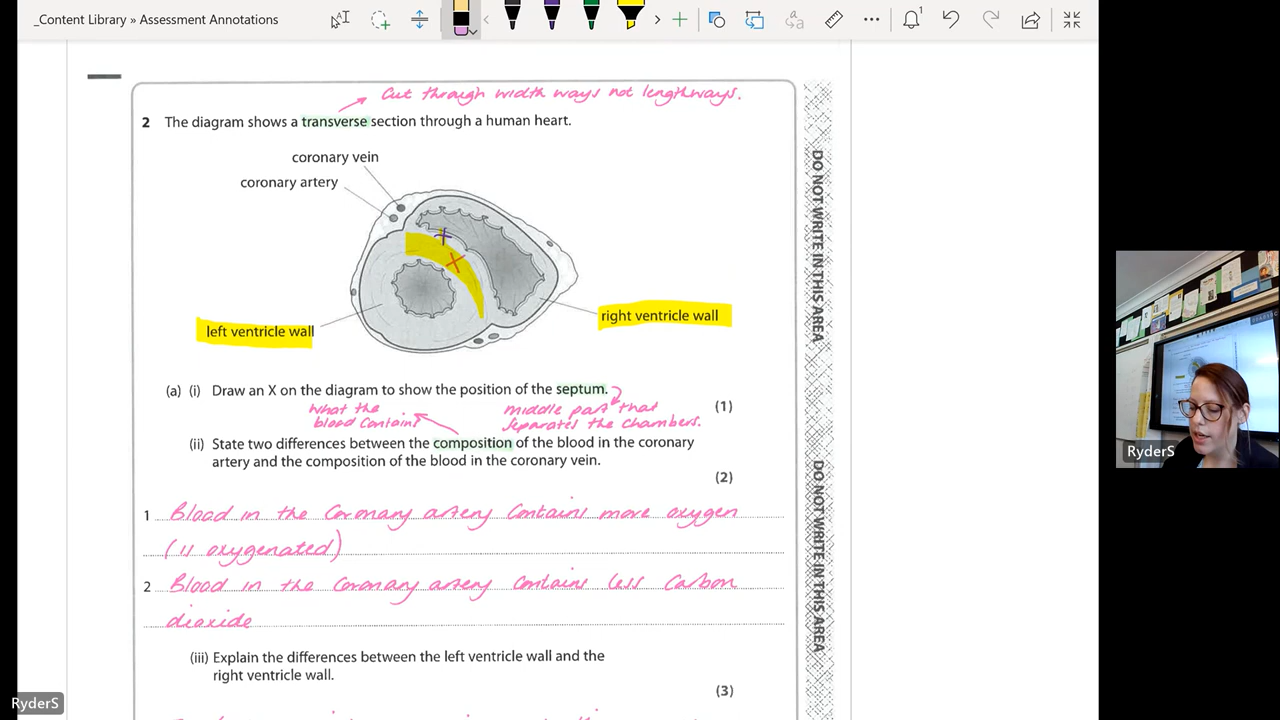 _Content Library » Assessment Annotations
Cut through width ways not lengthways.
2 The diagram shows a transverse section through a human heart.
coronary vein
coronary artery
left ventricle wall
right ventricle wall
(a) (i) Draw an X on the diagram to show the position of the septum.
(1)
What the
blood contains
middle part that
separates the chambers.
(ii) State two differences between the composition of the blood in the coronary
artery and the composition of the blood in the coronary vein.
(2)
1 Blood in the Coronary artery contains more oxygen
(is oxygenated)
2 Blood in the Coronary artery contains less Carbon
dioxide
(iii) Explain the differences between the left ventricle wall and the
right ventricle wall.
(3)
DO NOT WRITE IN THIS AREA
DO NOT WRITE IN THIS AREA
RyderS
RyderS